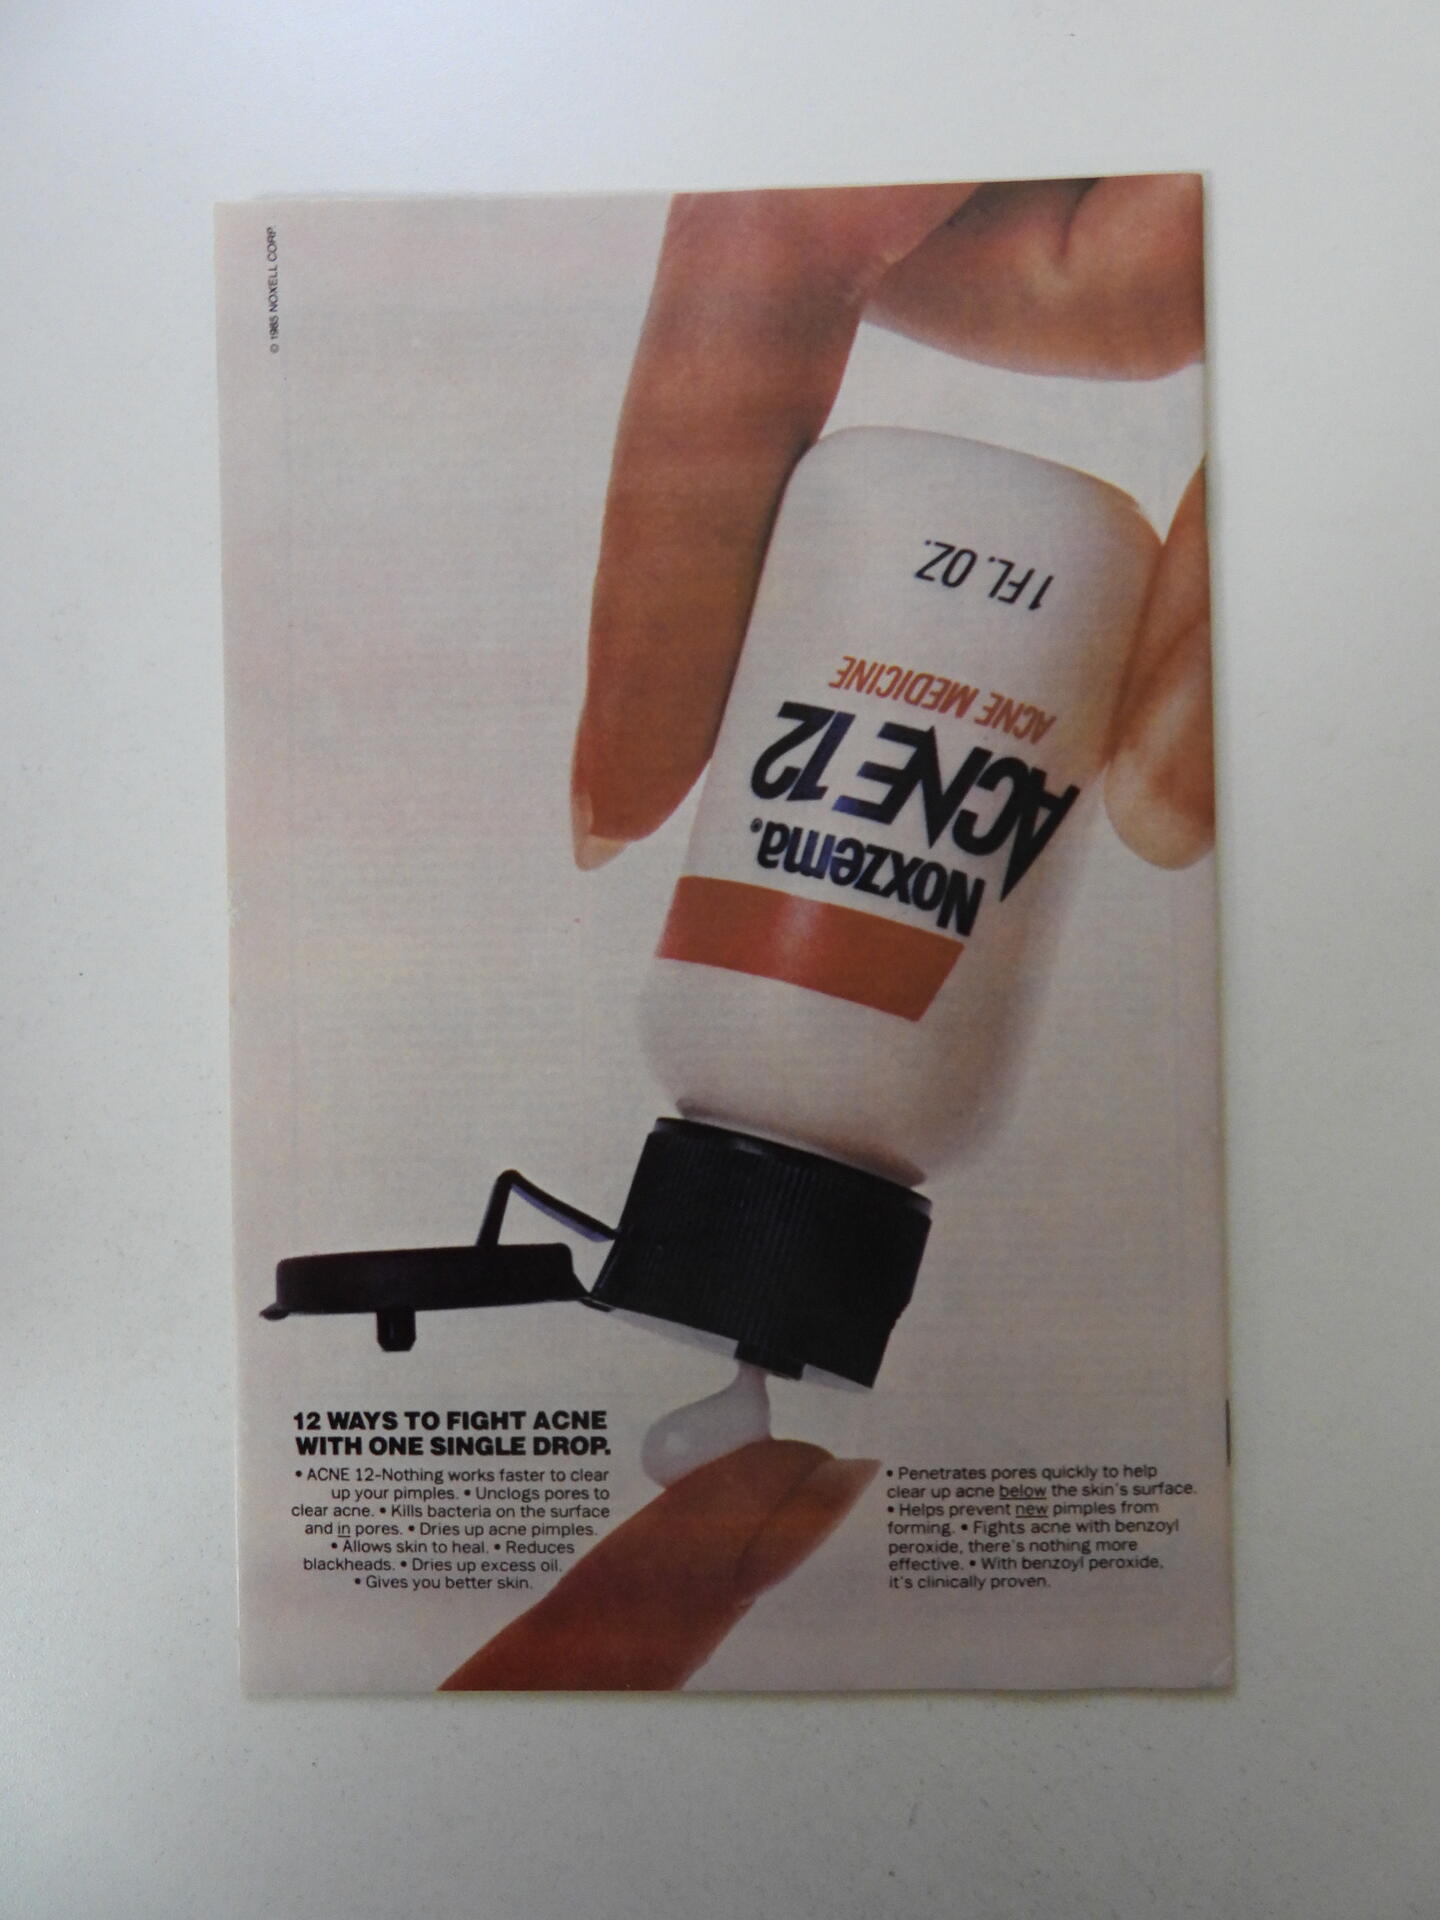 © 1985 NOXELL CORP.
1 FL. OZ.
ACNE MEDICINE
ACNE 12
Noxzema.
12 WAYS TO FIGHT ACNE
WITH ONE SINGLE DROP.
• ACNE 12-Nothing works faster to clear
up your pimples. • Unclogs pores to
clear acne. • Kills bacteria on the surface
and in pores. • Dries up acne pimples.
• Allows skin to heal. • Reduces
blackheads. • Dries up excess oil.
• Gives you better skin.
• Penetrates pores quickly to help
clear up acne below the skin's surface.
• Helps prevent new pimples from
forming. • Fights acne with benzoyl
peroxide, there's nothing more
effective. • With benzoyl peroxide,
it's clinically proven.